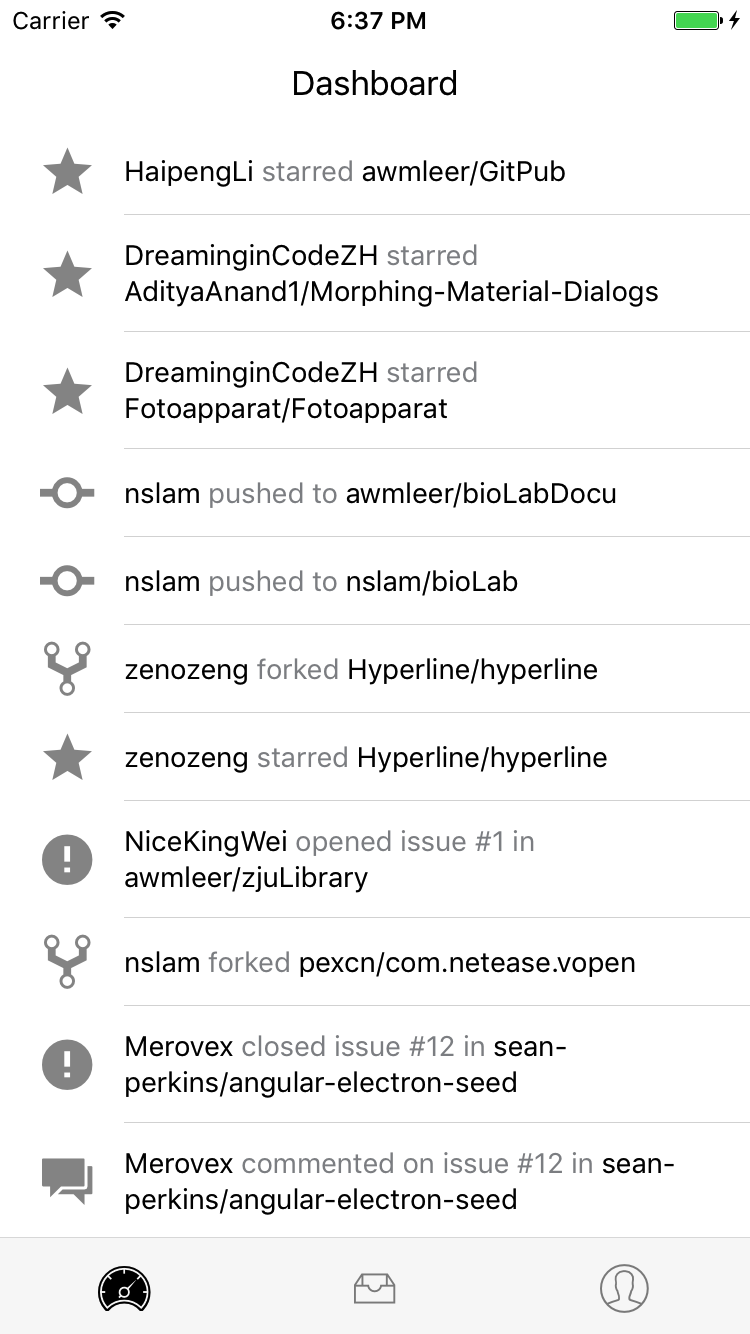 Carrier 6:37 PM
Dashboard
HaipengLi starred awmleer/GitPub
DreaminginCodeZH starred
AdityaAnand1/Morphing-Material-Dialogs
DreaminginCodeZH starred
Fotoapparat/Fotoapparat
nslam pushed to awmleer/bioLabDocu
nslam pushed to nslam/bioLab
zenozeng forked Hyperline/hyperline
zenozeng starred Hyperline/hyperline
NiceKingWei opened issue #1 in
awmleer/zjuLibrary
nslam forked pexcn/com.netease.vopen
Merovex closed issue #12 in sean-
perkins/angular-electron-seed
Merovex commented on issue #12 in sean-
perkins/angular-electron-seed